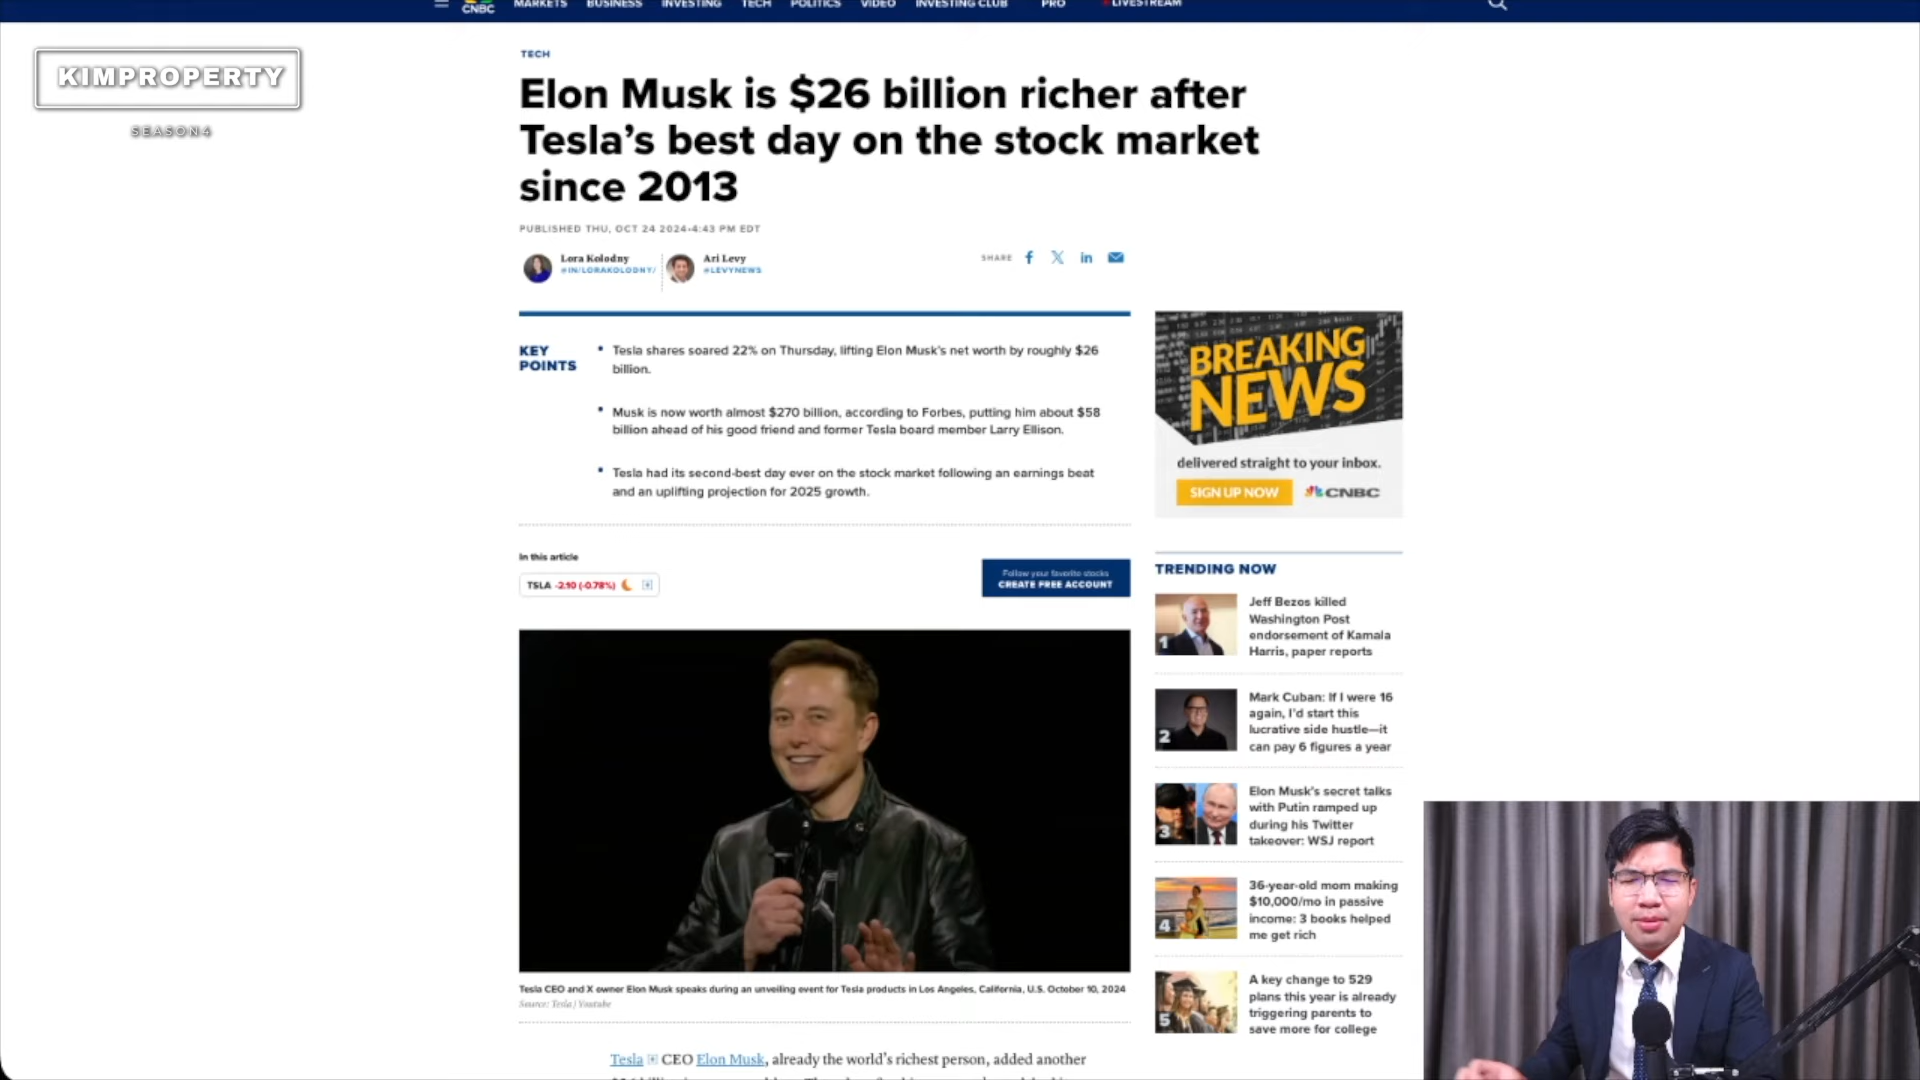 CNBC
MARKETS BUSINESS INVESTING TECH POLITICS VIDEO INVESTING CLUB PRO LIVESTREAM
KIMPROPERTY
SEASON4
TECH
Elon Musk is $26 billion richer after
Tesla’s best day on the stock market
since 2013
PUBLISHED THU, OCT 24 2024•4:43 PM EDT
Lora Kolodny
@IN/LORAKOLODNY/
Ari Levy
@LEVYNEWS
SHARE
KEY
POINTS
Tesla shares soared 22% on Thursday, lifting Elon Musk’s net worth by roughly $26
billion.
Musk is now worth almost $270 billion, according to Forbes, putting him about $58
billion ahead of his good friend and former Tesla board member Larry Ellison.
Tesla had its second-best day ever on the stock market following an earnings beat
and an uplifting projection for 2025 growth.
In this article
TSLA -2.10 (-0.78%)
Follow your favorite stocks
CREATE FREE ACCOUNT
Tesla CEO and X owner Elon Musk speaks during an unveiling event for Tesla products in Los Angeles, California, U.S. October 10, 2024
Source: Tesla | Youtube
Tesla CEO Elon Musk, already the world’s richest person, added another
BREAKING
NEWS
delivered straight to your inbox.
SIGN UP NOW
CNBC
TRENDING NOW
1
Jeff Bezos killed
Washington Post
endorsement of Kamala
Harris, paper reports
2
Mark Cuban: If I were 16
again, I’d start this
lucrative side hustle—it
can pay 6 figures a year
3
Elon Musk’s secret talks
with Putin ramped up
during his Twitter
takeover: WSJ report
4
36-year-old mom making
$10,000/mo in passive
income: 3 books helped
me get rich
5
A key change to 529
plans this year is already
triggering parents to
save more for college